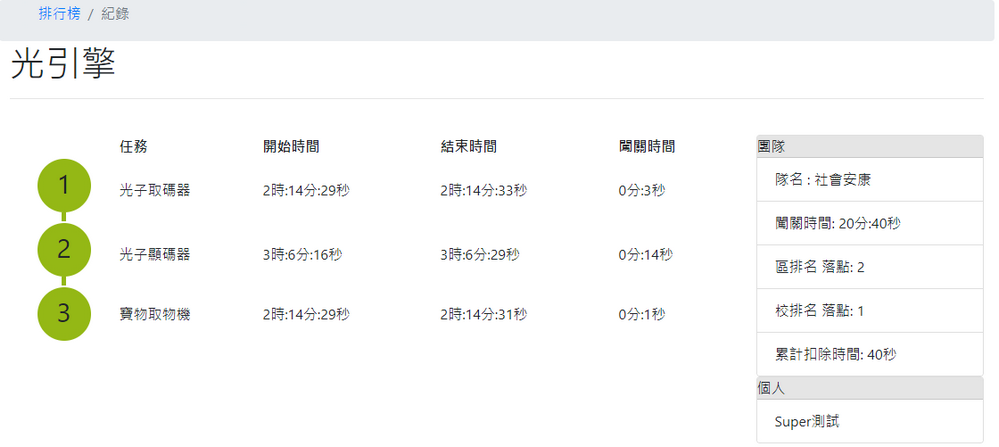 排行榜 / 紀錄
光引擎
任務 開始時間 結束時間 闖關時間
1 光子取碼器 2時:14分:29秒 2時:14分:33秒 0分:3秒
2 光子顯碼器 3時:6分:16秒 3時:6分:29秒 0分:14秒
3 寶物取物機 2時:14分:29秒 2時:14分:31秒 0分:1秒
團隊
隊名 : 社會安康
闖關時間: 20分:40秒
區排名 落點: 2
校排名 落點: 1
累計扣除時間: 40秒
個人
Super測試